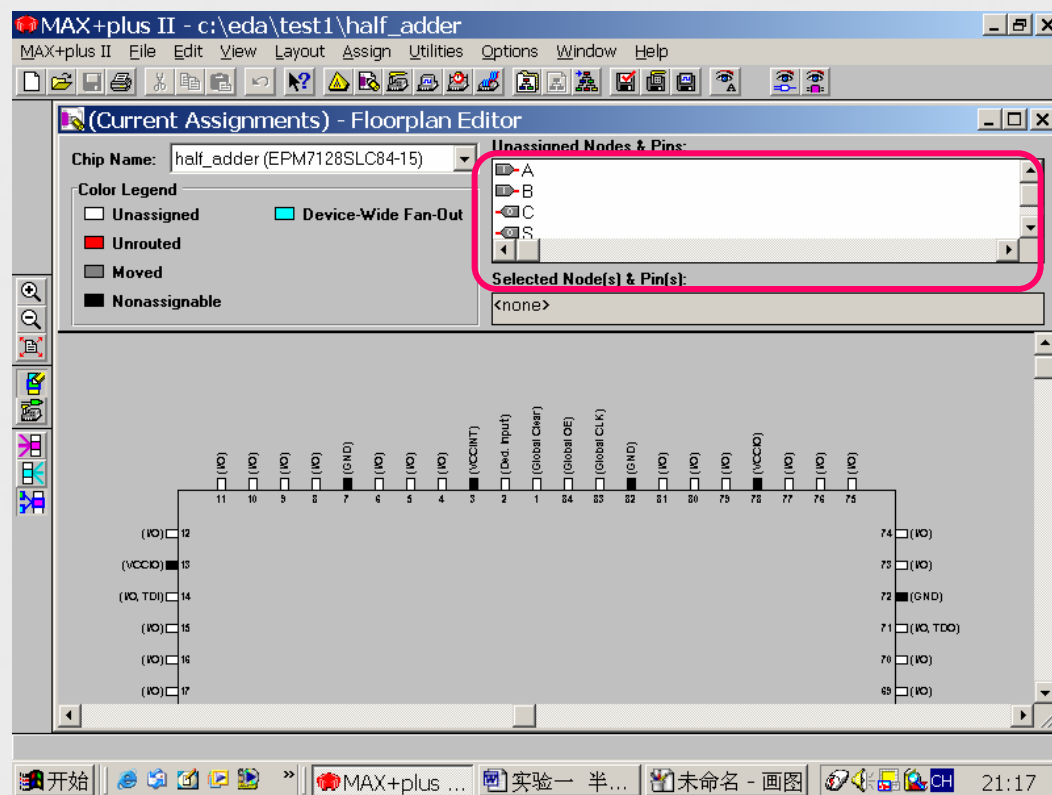 MAX+plus II - c:\eda\test1\half_adder
MAX+plus II File Edit View Layout Assign Utilities Options Window Help
(Current Assignments) - Floorplan Editor
Chip Name: half_adder (EPM7128SLC84-15)
Color Legend
Unassigned Device-Wide Fan-Out
Unrouted
Moved
Nonassignable
Unassigned Nodes & Pins:
A
B
C
S
Selected Node(s) & Pin(s):
<none>
(I/O) (I/O) (I/O) (I/O) (GND) (I/O) (I/O) (I/O) (VCCINT) (Ded. Input) (Global Clear) (Global OE) (Global CLK) (GND) (I/O) (I/O) (I/O) (VCCIO) (I/O) (I/O) (I/O)
11 10 9 8 7 6 5 4 3 2 1 84 83 82 81 80 79 78 77 76 75
(I/O) 12 74 (I/O)
(VCCIO) 13 73 (I/O)
(I/O, TDI) 14 72 (GND)
(I/O) 15 71 (I/O, TDO)
(I/O) 16 70 (I/O)
(I/O) 17 69 (I/O)
开始 » MAX+plus ... 实验一 半... 未命名 - 画图 CH 21:17